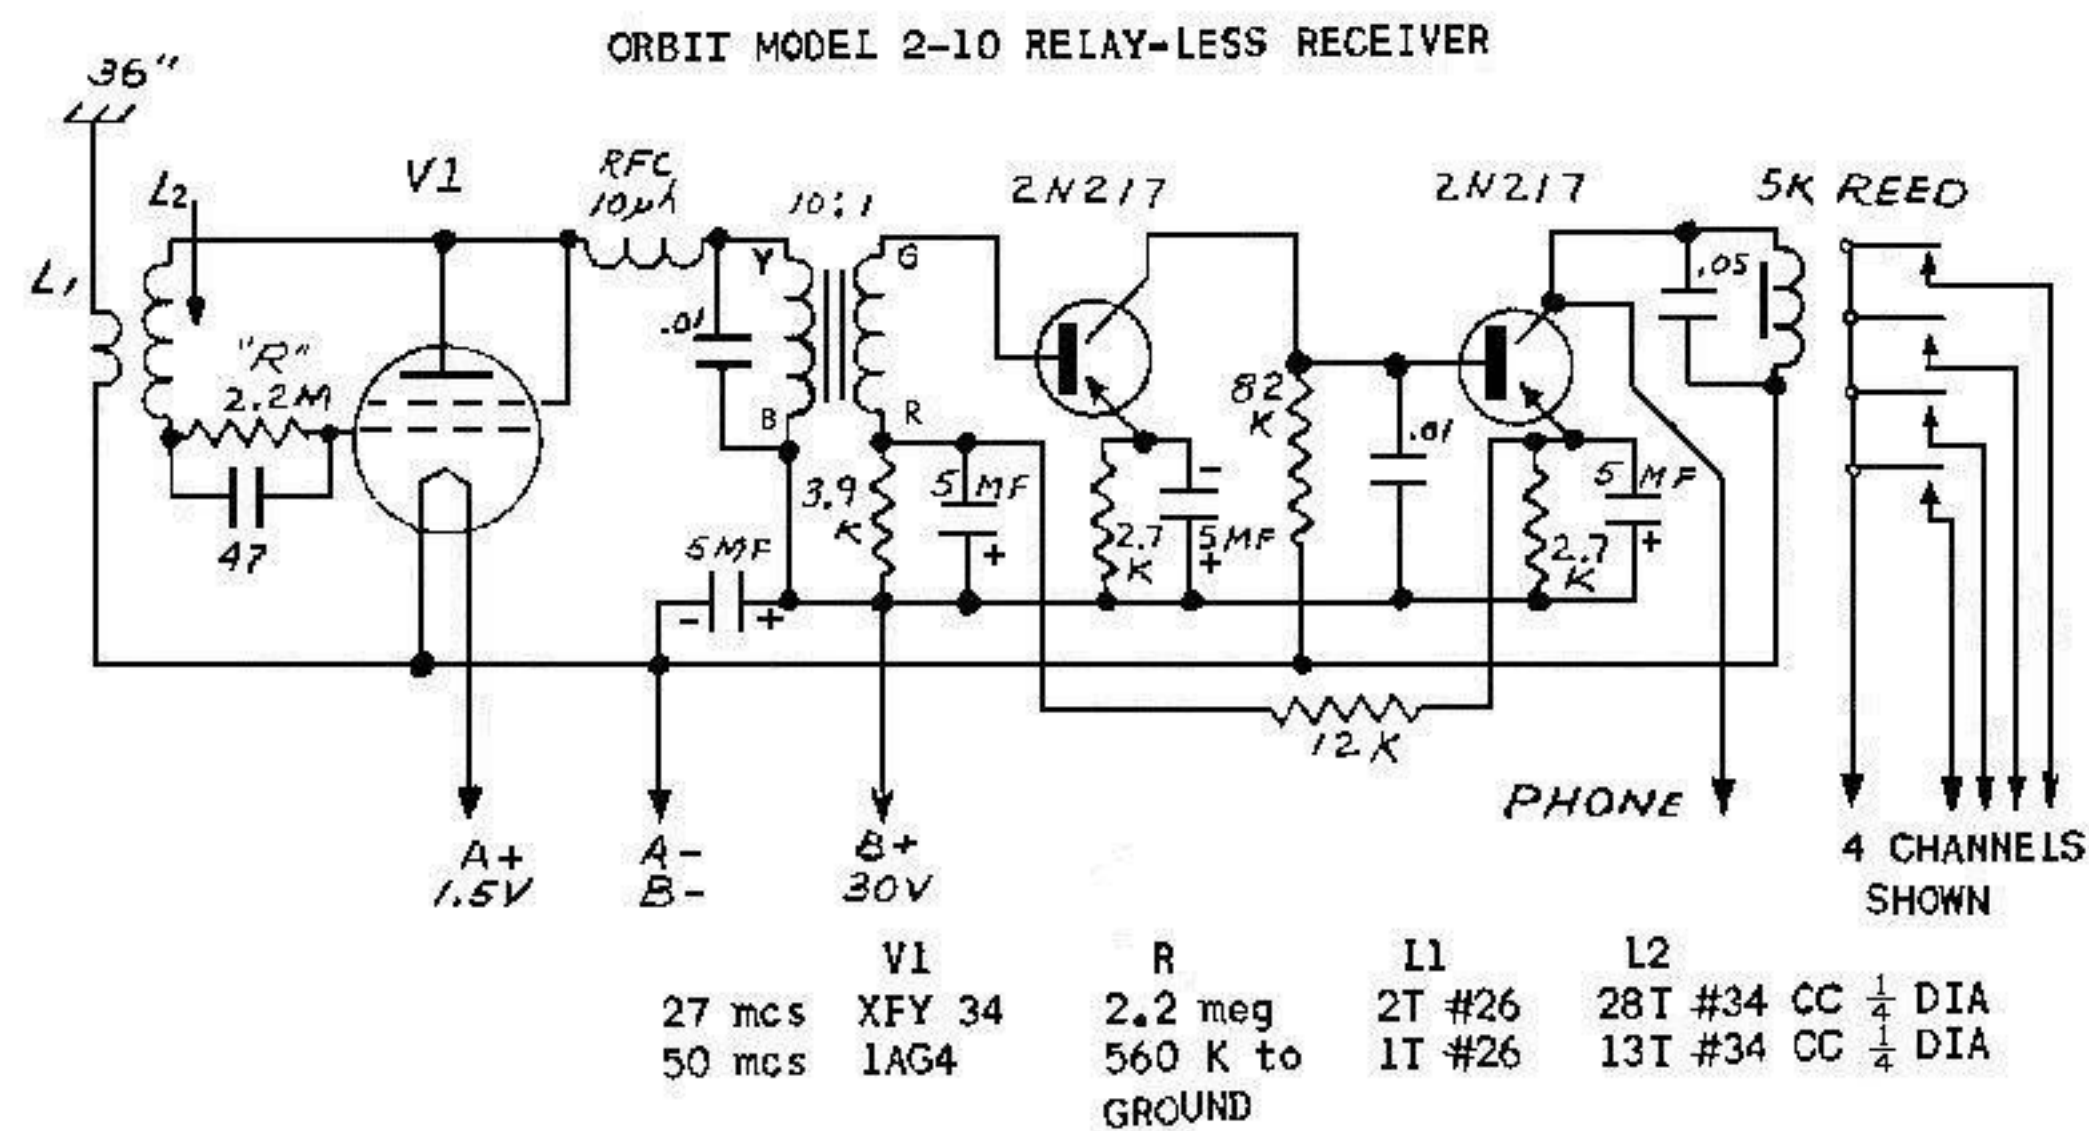 ORBIT MODEL 2-10 RELAY-LESS RECEIVER
36"
L1
L2
V1
RFC
10µh
10:1
2N217
2N217
5K REED
Y
G
.01
B
R
"R"
2.2M
47
3.9
K
5 MF
+
5MF
- +
2.7
K
-
5MF
+
82
K
.01
2.7
K
5 MF
+
.05
12K
PHONE
A+
1.5V
A-
B-
B+
30V
4 CHANNELS
SHOWN
V1 R L1 L2
27 mcs XFY 34 2.2 meg 2T #26 28T #34 CC ¼ DIA
50 mcs 1AG4 560 K to 1T #26 13T #34 CC ¼ DIA
GROUND